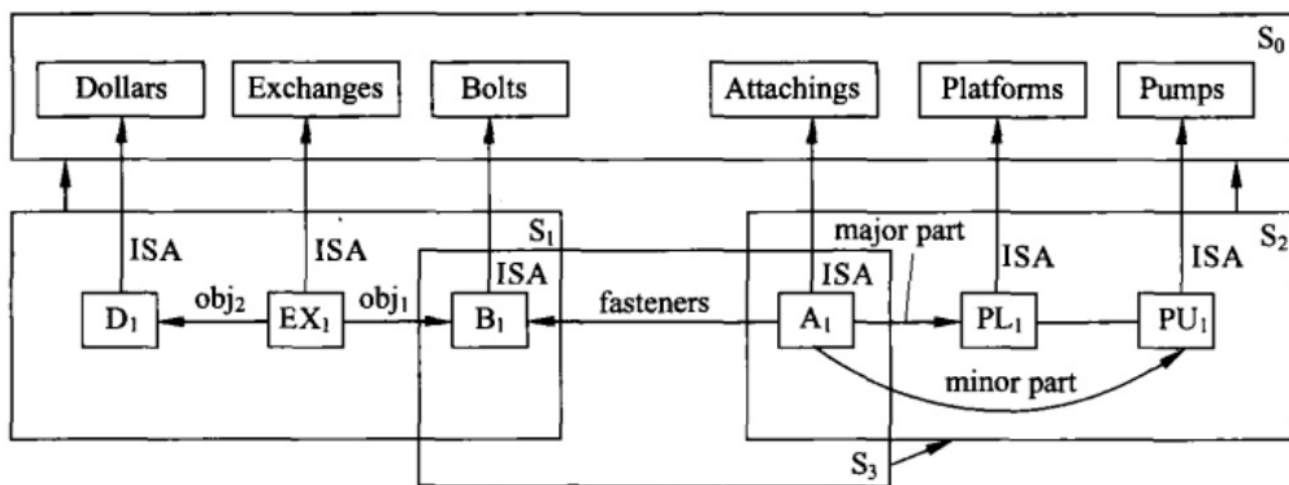 S₀
Dollars Exchanges Bolts Attachings Platforms Pumps
S₁ major part S₂
ISA ISA ISA ISA ISA ISA
D₁ obj₂ EX₁ obj₁ B₁ fasteners A₁ PL₁ PU₁
minor part
S₃